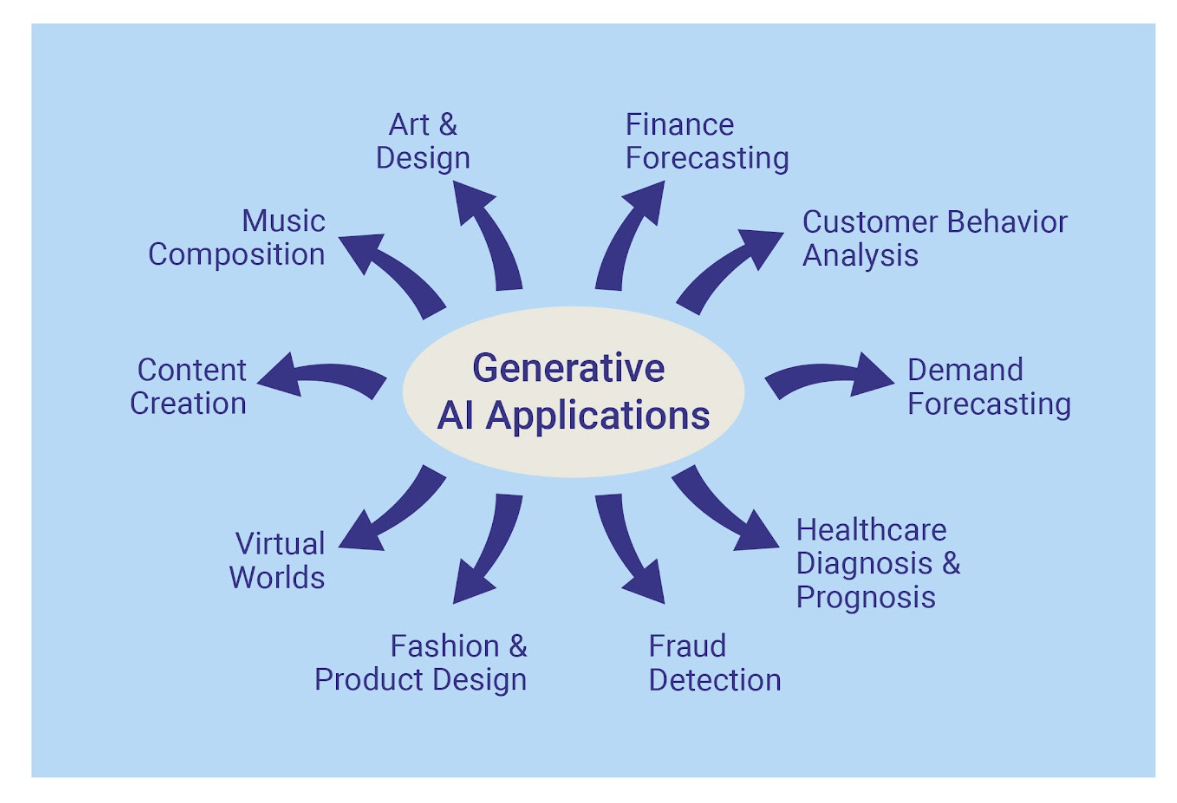 Generative
AI Applications
Art &
Design
Finance
Forecasting
Customer Behavior
Analysis
Demand
Forecasting
Healthcare
Diagnosis &
Prognosis
Fraud
Detection
Fashion &
Product Design
Virtual
Worlds
Content
Creation
Music
Composition